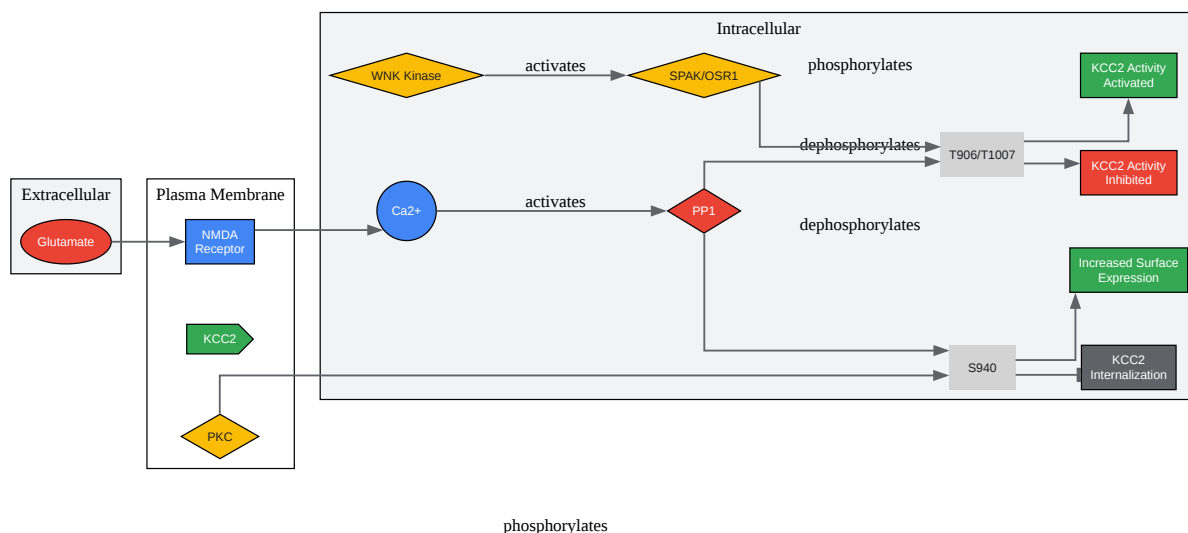 Intracellular
WNK Kinase
activates
SPAK/OSR1
phosphorylates
KCC2 Activity
Activated
dephosphorylates
T906/T1007
KCC2 Activity
Inhibited
Extracellular
Glutamate
Plasma Membrane
NMDA
Receptor
Ca2+
activates
PP1
dephosphorylates
Increased Surface
Expression
KCC2
S940
KCC2
Internalization
PKC
phosphorylates